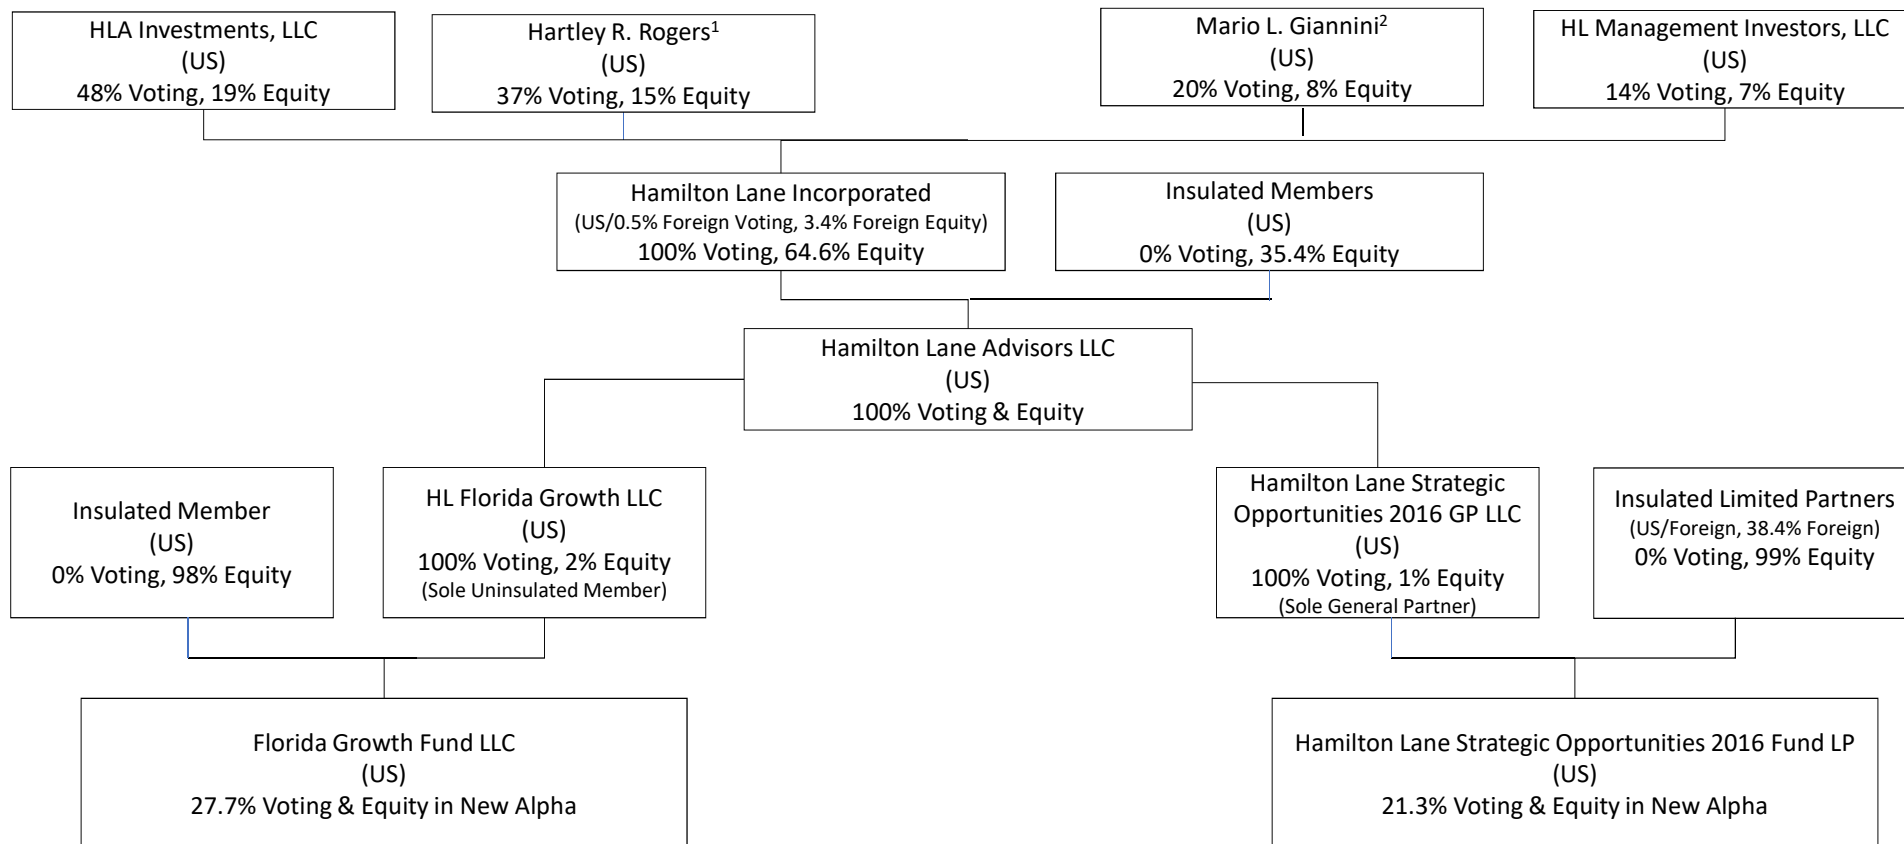 HLA Investments, LLC
(US)
48% Voting, 19% Equity
Hartley R. Rogers1
(US)
37% Voting, 15% Equity
Mario L. Giannini2
(US)
20% Voting, 8% Equity
HL Management Investors, LLC
(US)
14% Voting, 7% Equity
Hamilton Lane Incorporated
(US/0.5% Foreign Voting, 3.4% Foreign Equity)
100% Voting, 64.6% Equity
Insulated Members
(US)
0% Voting, 35.4% Equity
Hamilton Lane Advisors LLC
(US)
100% Voting & Equity
Insulated Member
(US)
0% Voting, 98% Equity
HL Florida Growth LLC
(US)
100% Voting, 2% Equity
(Sole Uninsulated Member)
Hamilton Lane Strategic
Opportunities 2016 GP LLC
(US)
100% Voting, 1% Equity
(Sole General Partner)
Insulated Limited Partners
(US/Foreign, 38.4% Foreign)
0% Voting, 99% Equity
Florida Growth Fund LLC
(US)
27.7% Voting & Equity in New Alpha
Hamilton Lane Strategic Opportunities 2016 Fund LP
(US)
21.3% Voting & Equity in New Alpha